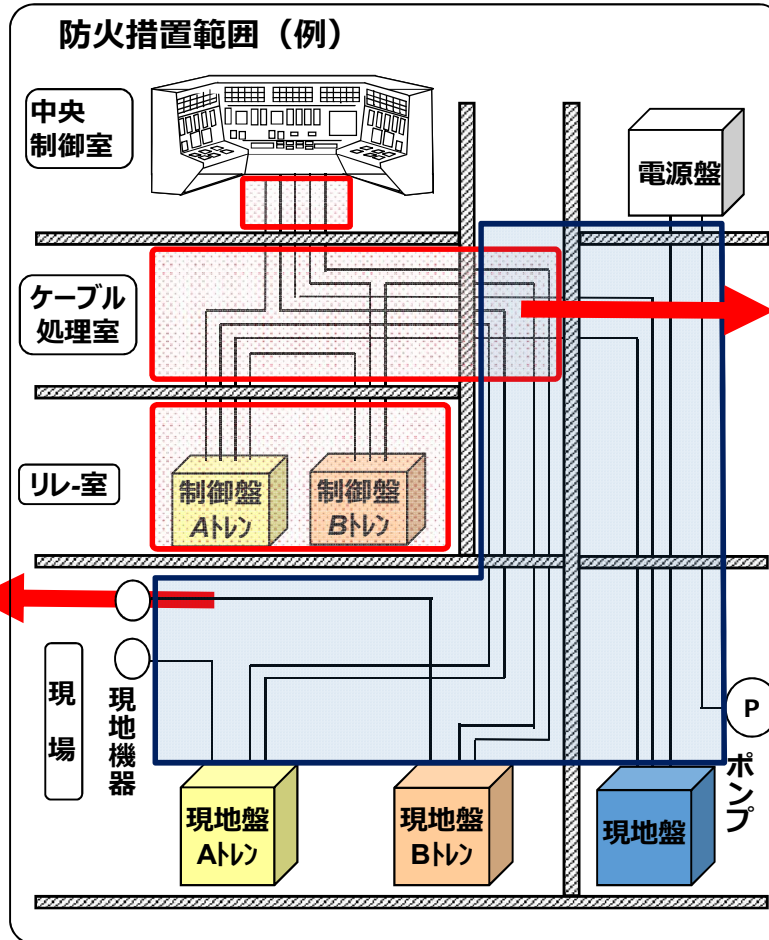 防火措置範囲（例）
中央
制御室
電源盤
ケーブル
処理室
リレ-室
制御盤
Aトレン
制御盤
Bトレン
現
場
現地機器
P
ポンプ
現地盤
Aトレン
現地盤
Bトレン
現地盤